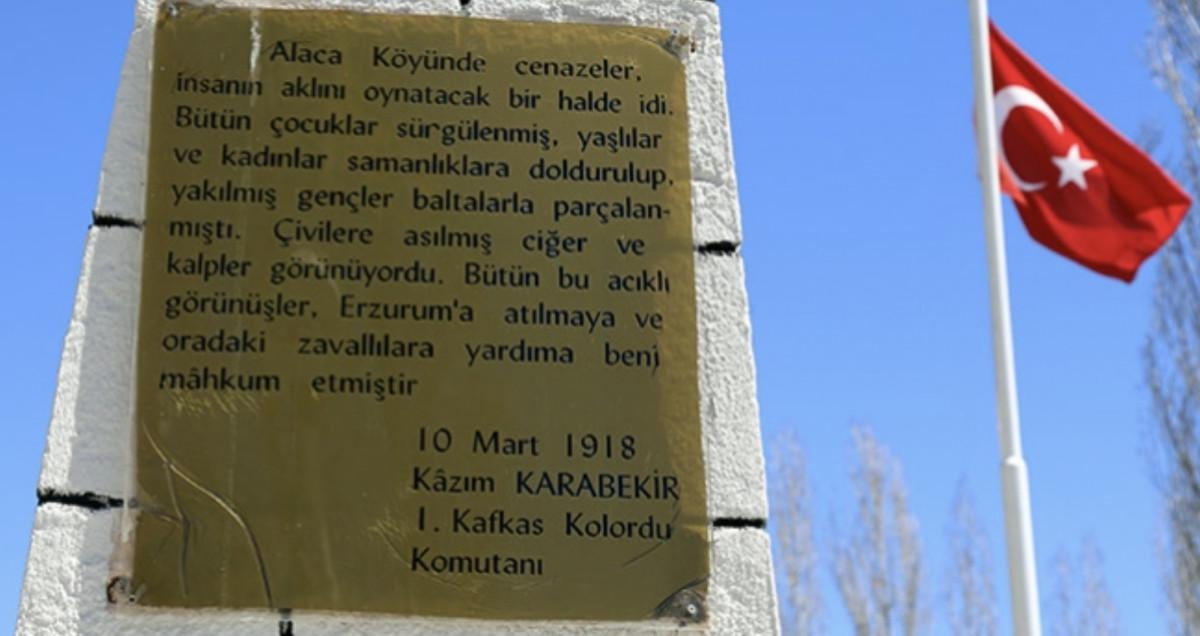 Alaca Köyünde cenazeler,
insanın aklını oynatacak bir halde idi.
Bütün çocuklar sürgülenmiş, yaşlılar
ve kadınlar samanlıklara doldurulup,
yakılmış gençler baltalarla parçalan-
mıştı. Çivilere asılmış ciğer ve
kalpler görünüyordu. Bütün bu acıklı
görünüşler, Erzurum'a atılmaya ve
oradaki zavallılara yardıma beni
mâhkum etmiştir
10 Mart 1918
Kâzım KARABEKİR
1. Kafkas Kolordu
Komutanı